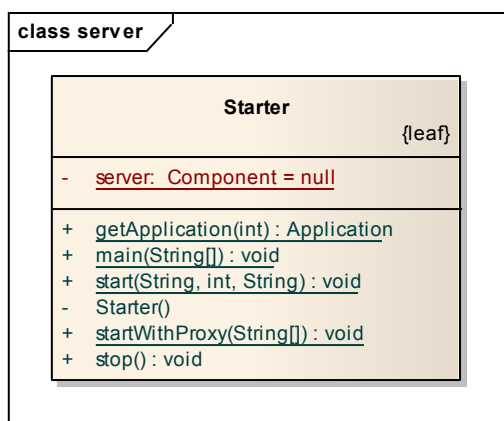 class server
Starter
{leaf}
- server: Component = null
+ getApplication(int) : Application
+ main(String[]) : void
+ start(String, int, String) : void
- Starter()
+ startWithProxy(String[]) : void
+ stop() : void